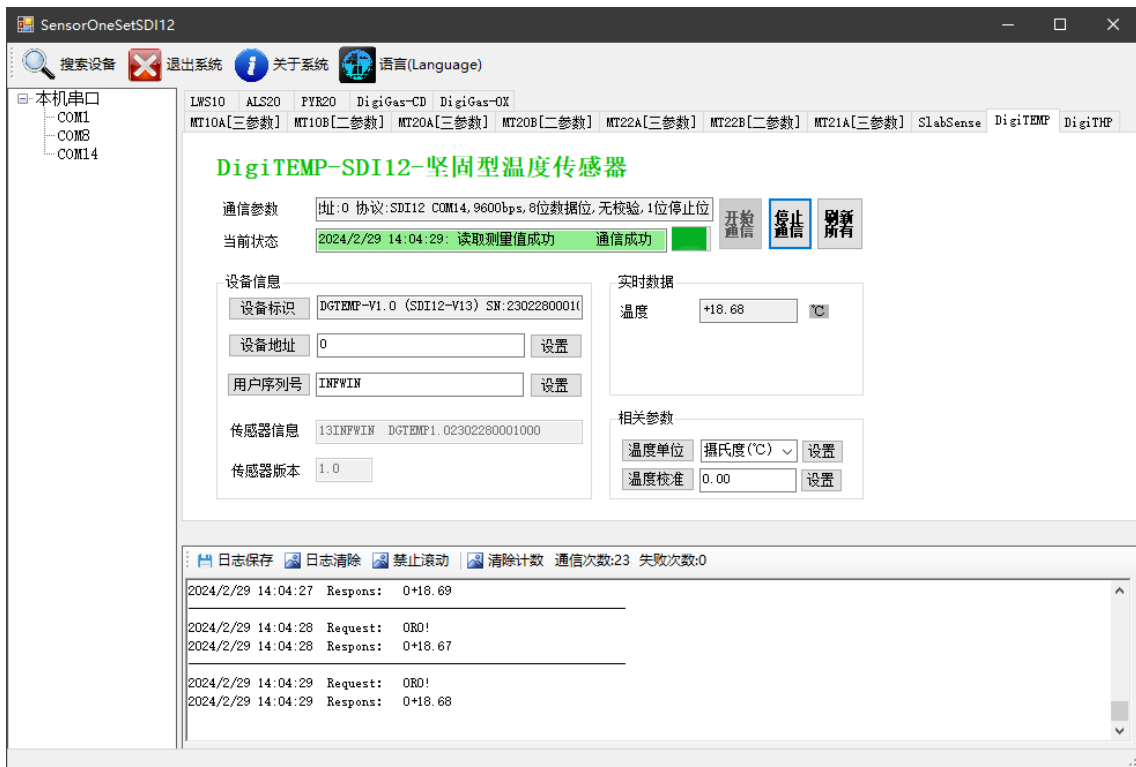 SensorOneSetSDI12
搜索设备 退出系统 关于系统 语言(Language)
本机串口
COM1
COM8
COM14
LWS10 ALS20 PYR20 DigiGas-CD DigiGas-OX
MT10A[三参数] MT10B[二参数] MT20A[三参数] MT20B[二参数] MT22A[三参数] MT22B[二参数] MT21A[三参数] SlabSense DigiTEMP DigiTHP
DigiTEMP-SDI12-坚固型温度传感器
通信参数 址:0 协议:SDI12 COM14,9600bps,8位数据位,无校验,1位停止位
开始通信 停止通信 刷新所有
当前状态 2024/2/29 14:04:29: 读取测量值成功 通信成功
设备信息
设备标识 DGTEMP-V1.0 (SDI12-V13) SN:2302280001(
设备地址 0 设置
用户序列号 INFWIN 设置
传感器信息 13INFWIN DGTEMP1.02302280001000
传感器版本 1.0
实时数据
温度 +18.68 ℃
相关参数
温度单位 摄氏度(℃) 设置
温度校准 0.00 设置
日志保存 日志清除 禁止滚动 清除计数 通信次数:23 失败次数:0
2024/2/29 14:04:27 Respons: 0+18.69
2024/2/29 14:04:28 Request: 0R0!
2024/2/29 14:04:28 Respons: 0+18.67
2024/2/29 14:04:29 Request: 0R0!
2024/2/29 14:04:29 Respons: 0+18.68